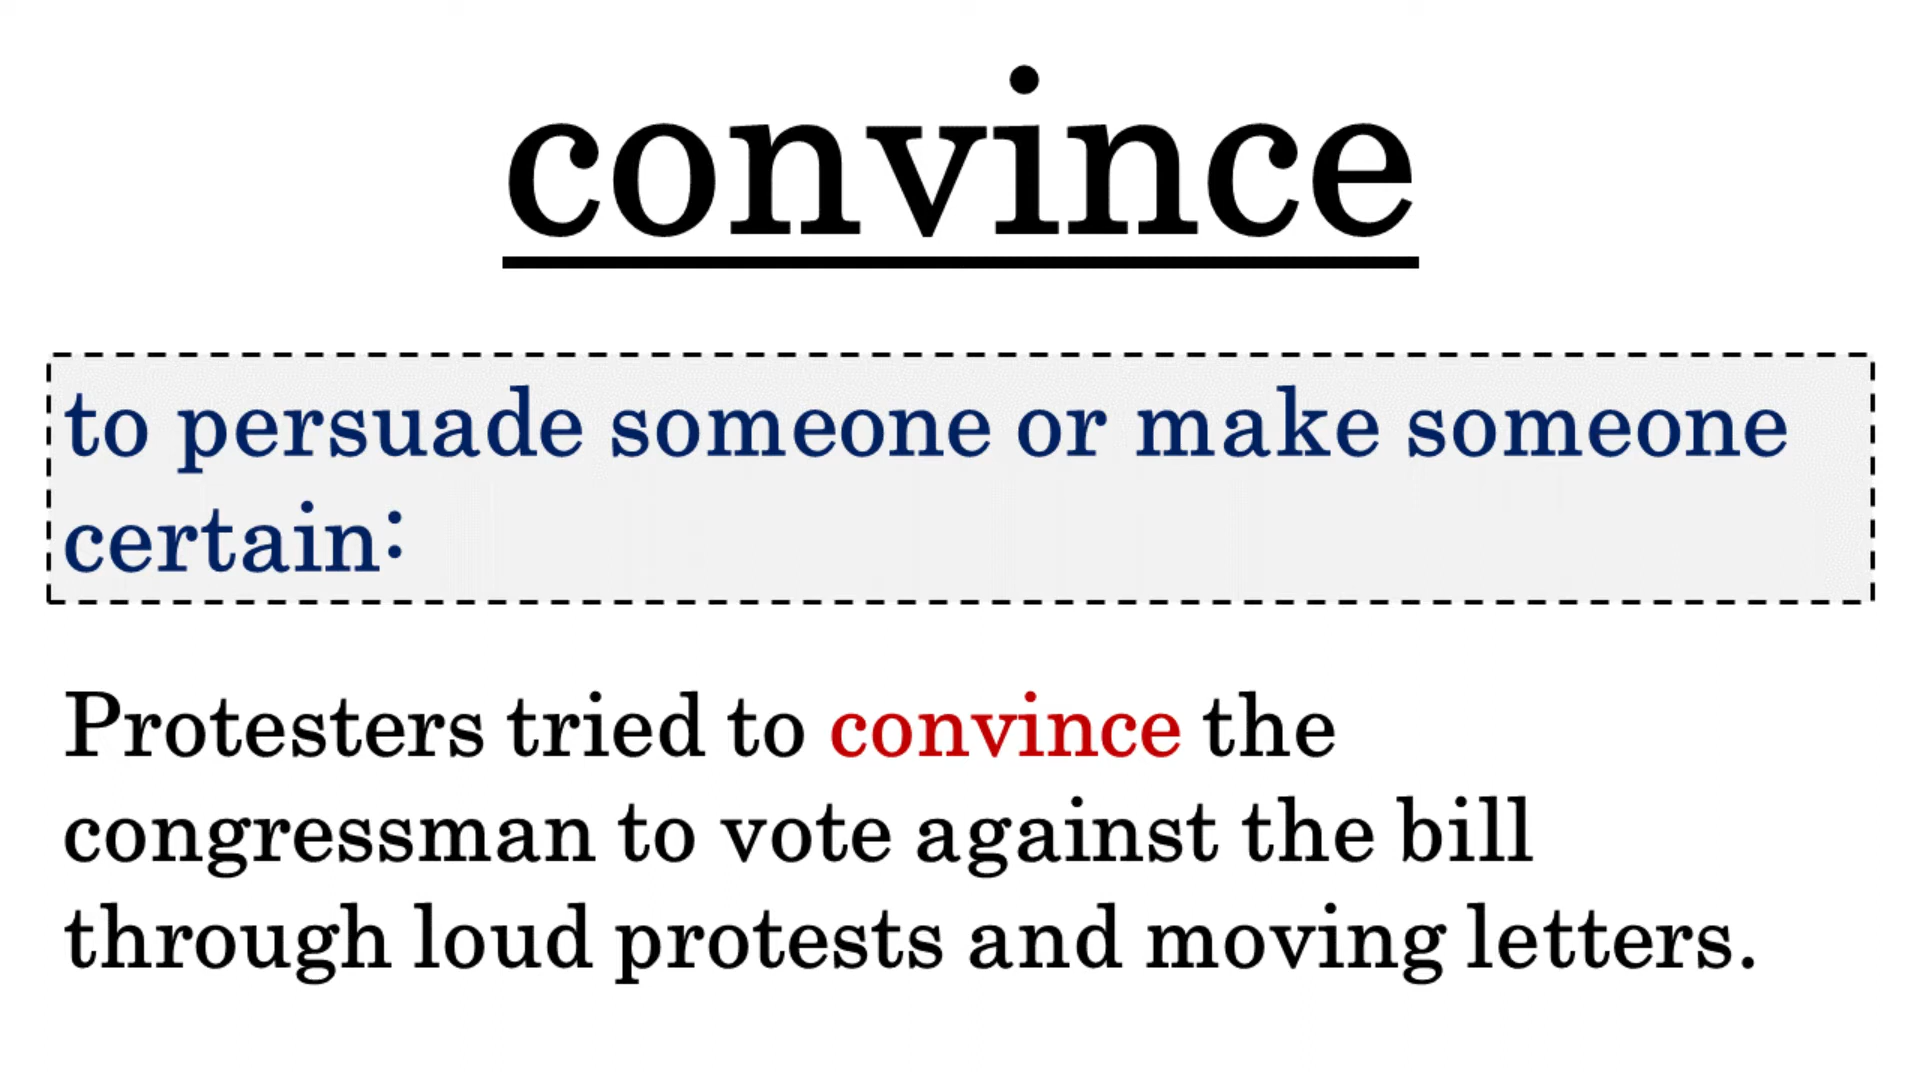 convince
to persuade someone or make someone
certain:
Protesters tried to convince the
congressman to vote against the bill
through loud protests and moving letters.